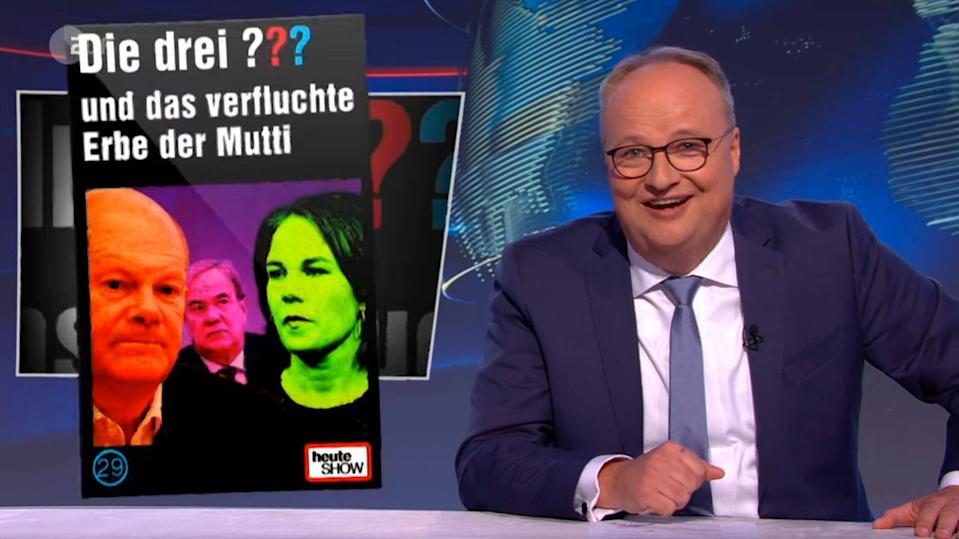 Die drei ???
und das verfluchte
Erbe der Mutti
29
heute
SHOW